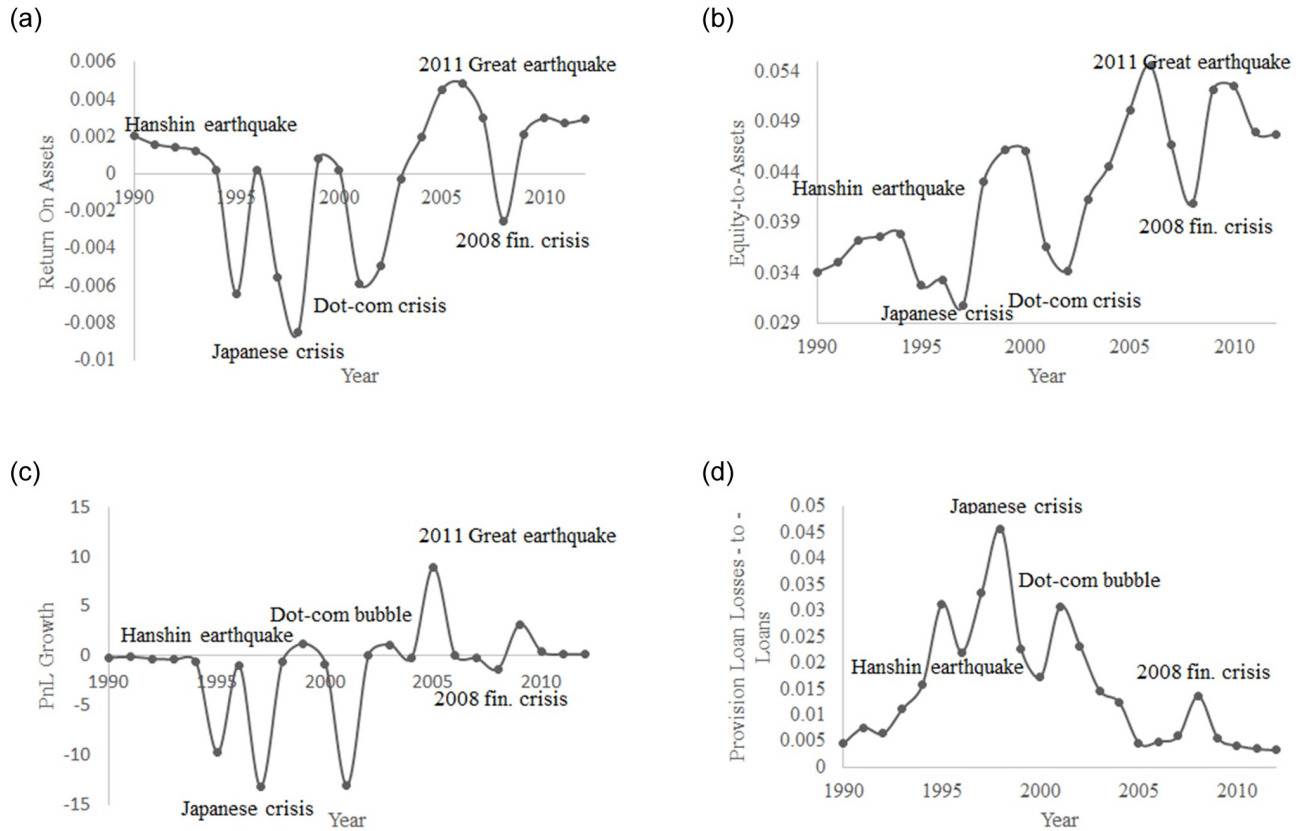 (a)
0.006
0.004
0.002
0
-0.002
-0.004
-0.006
-0.008
-0.01
Return On Assets
1990
1995
2000
2005
2010
Year
Hanshin earthquake
2011 Great earthquake
2008 fin. crisis
Dot-com crisis
Japanese crisis
(b)
0.054
0.049
0.044
0.039
0.034
0.029
Equity-to-Assets
1990
1995
2000
2005
2010
Year
2011 Great earthquake
Hanshin earthquake
2008 fin. crisis
Dot-com crisis
Japanese crisis
(c)
15
10
5
0
-5
-10
-15
PnL Growth
1990
1995
2000
2005
2010
Year
2011 Great earthquake
Dot-com bubble
Hanshin earthquake
2008 fin. crisis
Japanese crisis
(d)
0.05
0.045
0.04
0.035
0.03
0.025
0.02
0.015
0.01
0.005
0
Provision Loan Losses - to -
Loans
1990
1995
2000
2005
2010
Year
Japanese crisis
Dot-com bubble
Hanshin earthquake
2008 fin. crisis